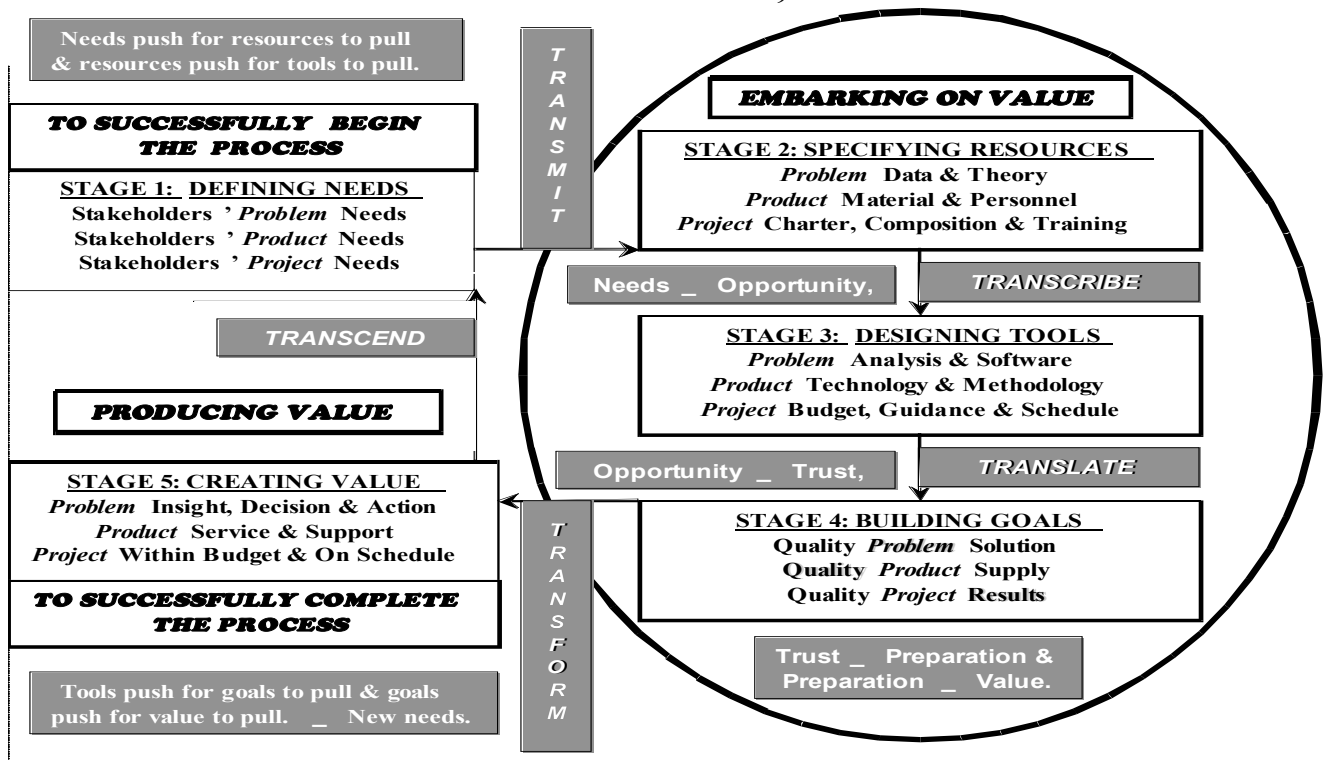 Needs push for resources to pull
& resources push for tools to pull.
TO SUCCESSFULLY BEGIN
THE PROCESS
STAGE 1: DEFINING NEEDS
Stakeholders ’ Problem Needs
Stakeholders ’ Product Needs
Stakeholders ’ Project Needs
TRANSMIT
EMBARKING ON VALUE
STAGE 2: SPECIFYING RESOURCES
Problem Data & Theory
Product Material & Personnel
Project Charter, Composition & Training
Needs _ Opportunity,
TRANSCRIBE
STAGE 3: DESIGNING TOOLS
Problem Analysis & Software
Product Technology & Methodology
Project Budget, Guidance & Schedule
Opportunity _ Trust,
TRANSLATE
STAGE 4: BUILDING GOALS
Quality Problem Solution
Quality Product Supply
Quality Project Results
Trust _ Preparation &
Preparation _ Value.
TRANSFORM
TRANSCEND
PRODUCING VALUE
STAGE 5: CREATING VALUE
Problem Insight, Decision & Action
Product Service & Support
Project Within Budget & On Schedule
TO SUCCESSFULLY COMPLETE
THE PROCESS
Tools push for goals to pull & goals
push for value to pull. _ New needs.